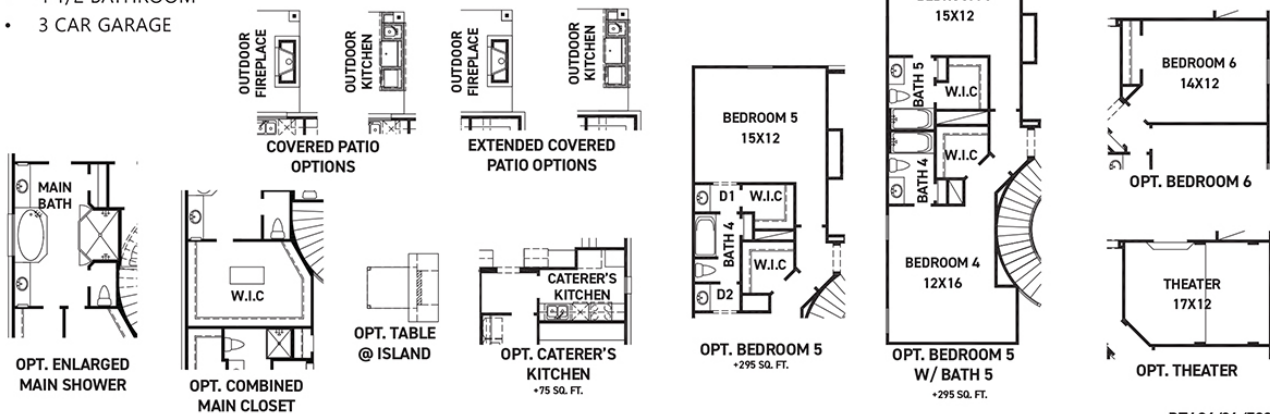 • 3 CAR GARAGE
OUTDOOR
FIREPLACE
OUTDOOR
KITCHEN
COVERED PATIO
OPTIONS
OUTDOOR
FIREPLACE
OUTDOOR
KITCHEN
EXTENDED COVERED
PATIO OPTIONS
MAIN
BATH
OPT. ENLARGED
MAIN SHOWER
W.I.C
OPT. COMBINED
MAIN CLOSET
OPT. TABLE
@ ISLAND
CATERER'S
KITCHEN
OPT. CATERER'S
KITCHEN
+75 SQ. FT.
BEDROOM 5
15X12
D1
W.I.C
BATH 4
W.I.C
D2
OPT. BEDROOM 5
+295 SQ. FT.
15X12
BATH 5
W.I.C
W.I.C
BATH 4
BEDROOM 4
12X16
OPT. BEDROOM 5
W/ BATH 5
+295 SQ. FT.
BEDROOM 6
14X12
OPT. BEDROOM 6
THEATER
17X12
OPT. THEATER